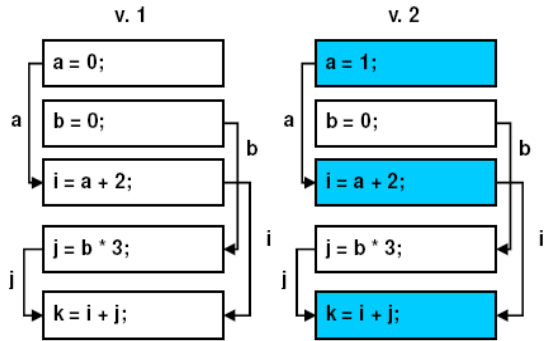 v. 1
a = 0;
a
b = 0;
b
i = a + 2;
i
j = b * 3;
j
k = i + j;
v. 2
a = 1;
a
b = 0;
b
i = a + 2;
i
j = b * 3;
j
k = i + j;